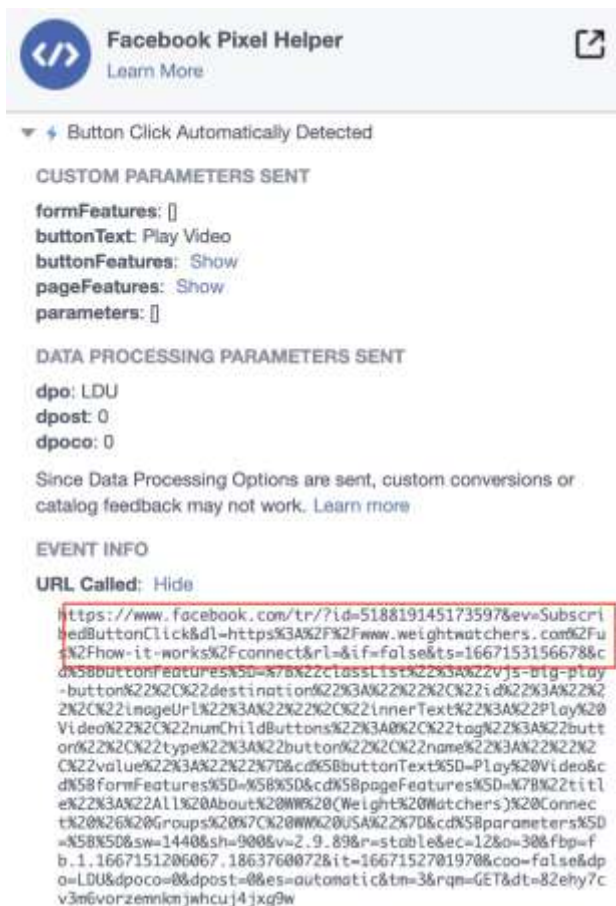 Facebook Pixel Helper
Learn More
Button Click Automatically Detected
CUSTOM PARAMETERS SENT
formFeatures: []
buttonText: Play Video
buttonFeatures: Show
pageFeatures: Show
parameters: []
DATA PROCESSING PARAMETERS SENT
dpo: LDU
dpost: 0
dpoco: 0
Since Data Processing Options are sent, custom conversions or
catalog feedback may not work. Learn more
EVENT INFO
URL Called: Hide
https://www.facebook.com/tr/?id=518819145173597&ev=Subscri
bedButtonClick&dl=https%3A%2F%2Fwww.weightwatchers.com%2Fu
s%2Fhow-it-works%2Fconnect&rl=&if=false&ts=1667153156678&c
d%5BbuttonFeatures%5D=%7B%22classList%22%3A%22vjs-big-play
-button%22%2C%22destination%22%3A%22%22%2C%22id%22%3A%22%2
2%2C%22imageUrl%22%3A%22%22%2C%22innerText%22%3A%22Play%20
Video%22%2C%22numChildButtons%22%3A0%2C%22tag%22%3A%22butt
on%22%2C%22type%22%3A%22button%22%2C%22name%22%3A%22%22%2
C%22value%22%3A%22%22%7D&cd%5BbuttonText%5D=Play%20Video&c
d%5BformFeatures%5D=%5B%5D&cd%5BpageFeatures%5D=%7B%22titl
e%22%3A%22All%20About%20WW%20(Weight%20Watchers)%20Connec
t%20%26%20Groups%20%7C%20WW%20USA%22%7D&cd%5Bparameters%5D
=%5B%5D&sw=1440&sh=900&v=2.9.89&r=stable&ec=12&o=30&fbp=f
b.1.1667151206067.1863760072&it=1667152701970&coo=false&dp
o=LDU&dpoco=0&dpost=0&es=automatic&tm=3&rqm=GET&dt=82ehy7c
v3m6vorzemnkmjwhcuj4jxg9w